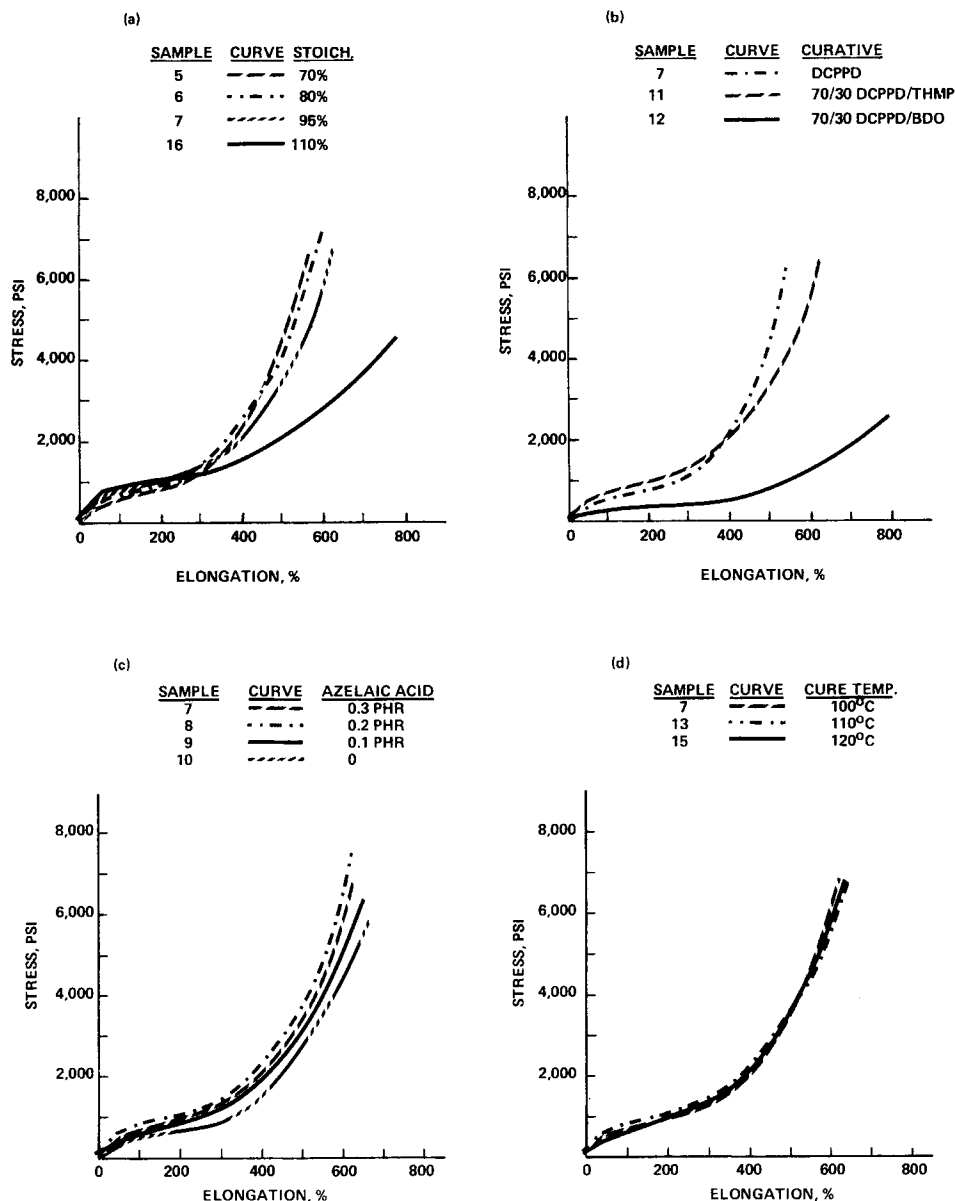 (a)
SAMPLE CURVE STOICH,
5 70%
6 80%
7 95%
16 110%
8,000
6,000
4,000
2,000
0 200 400 600 800
STRESS, PSI
ELONGATION, %
(b)
SAMPLE CURVE CURATIVE
7 DCPPD
11 70/30 DCPPD/THMP
12 70/30 DCPPD/BDO
8,000
6,000
4,000
2,000
0
0 200 400 600 800
STRESS, PSI
ELONGATION, %
(c)
SAMPLE CURVE AZELAIC ACID
7 0.3 PHR
8 0.2 PHR
9 0.1 PHR
10 0
8,000
6,000
4,000
2,000
0
0 200 400 600 800
STRESS, PSI
ELONGATION, %
(d)
SAMPLE CURVE CURE TEMP.
7 100°C
13 110°C
15 120°C
8,000
6,000
4,000
2,000
0
0 200 400 600 800
STRESS, PSI
ELONGATION, %